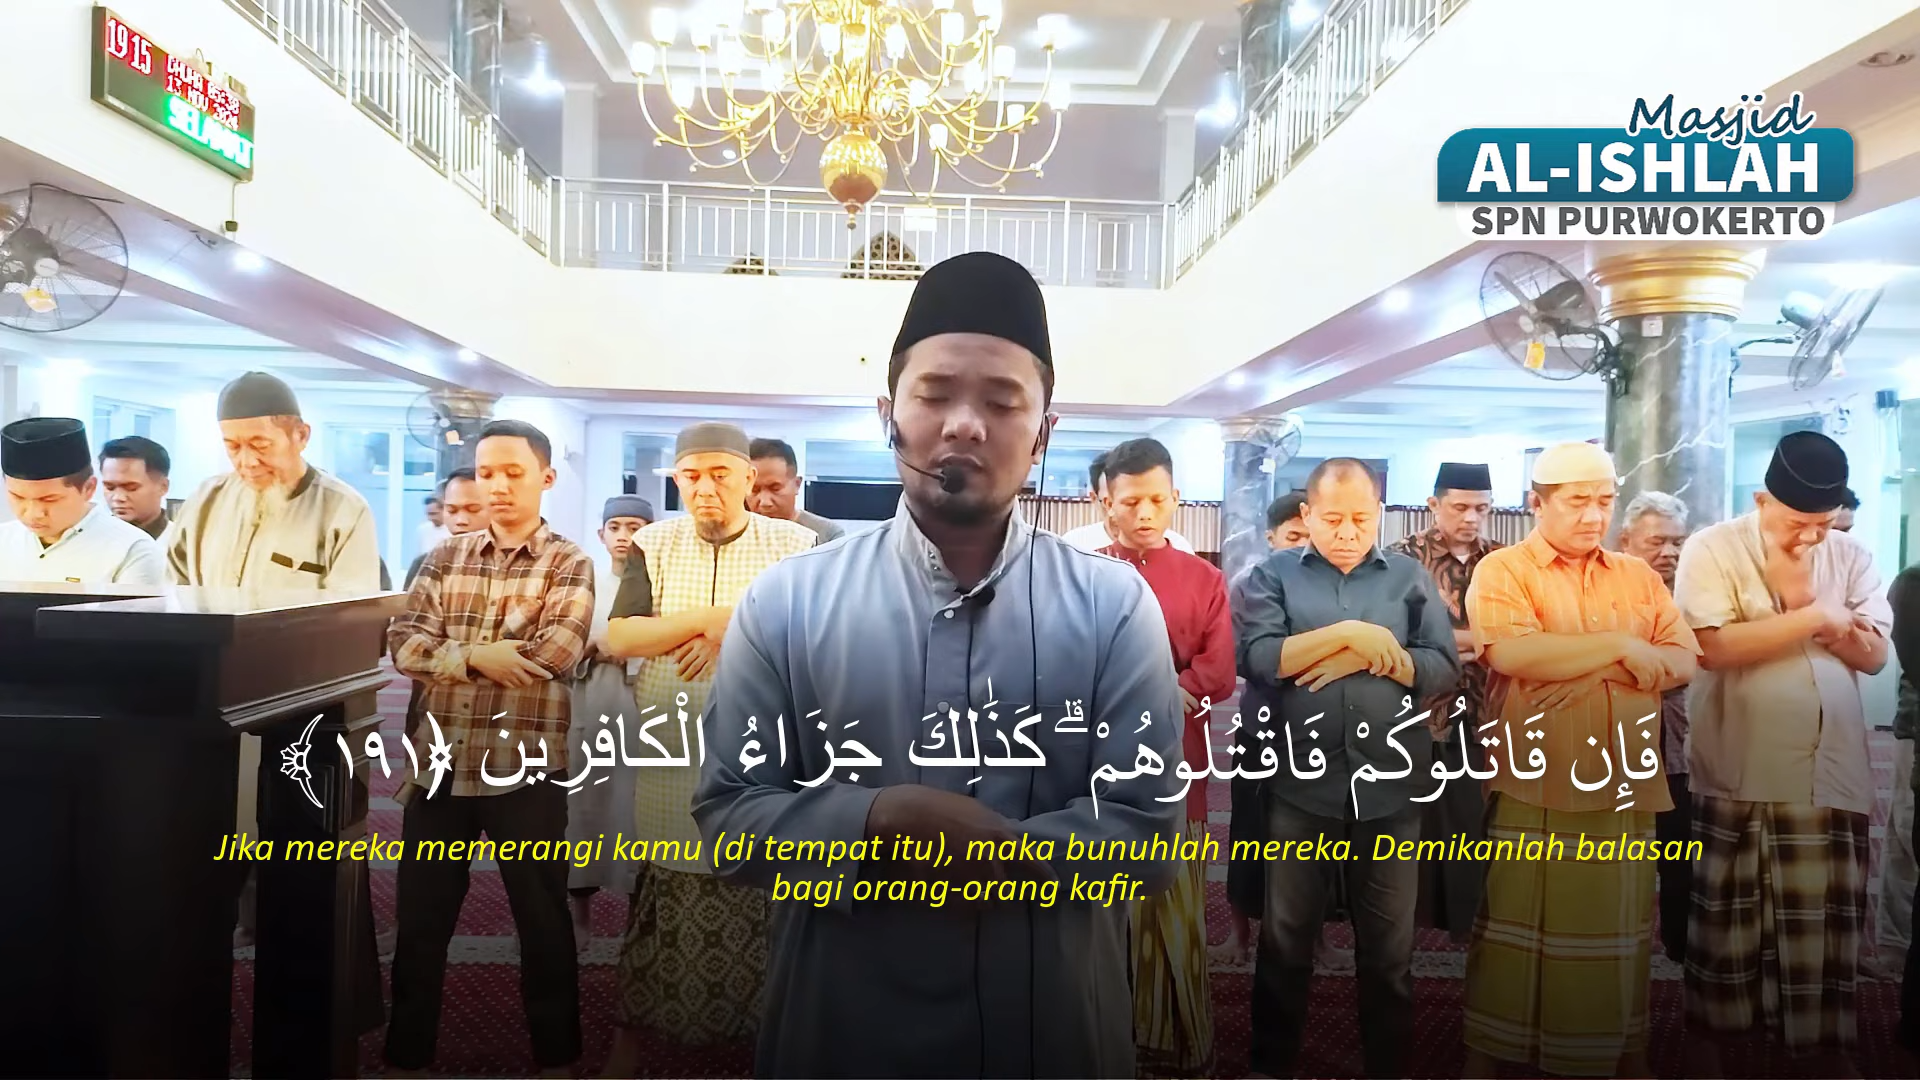 19 15
SELAMAT
Masjid
AL-ISHLAH
SPN PURWOKERTO
فَإِن قَاتَلُوكُمْ فَاقْتُلُوهُمْ ۗ كَذَٰلِكَ جَزَاءُ الْكَافِرِينَ ﴿١٩١﴾
Jika mereka memerangi kamu (di tempat itu), maka bunuhlah mereka. Demikanlah balasan
bagi orang-orang kafir.